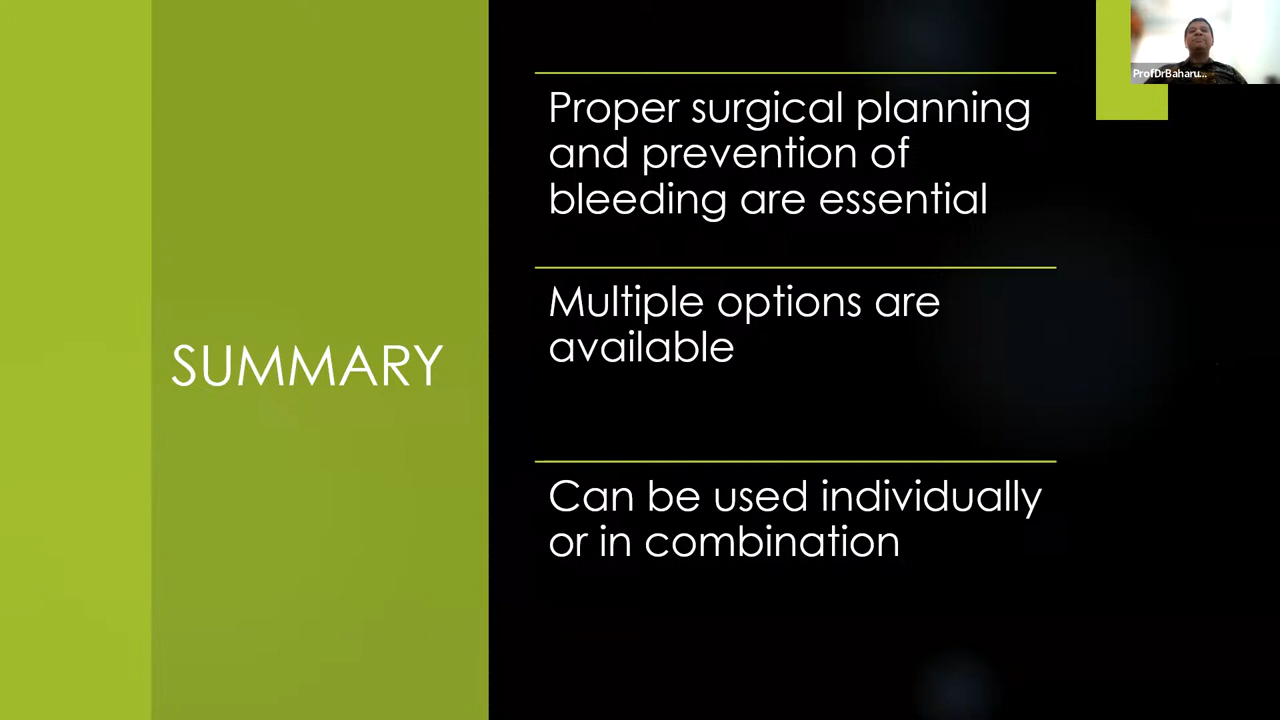 ProfDrBaharu...
Proper surgical planning
and prevention of
bleeding are essential
Multiple options are
available
SUMMARY
Can be used individually
or in combination